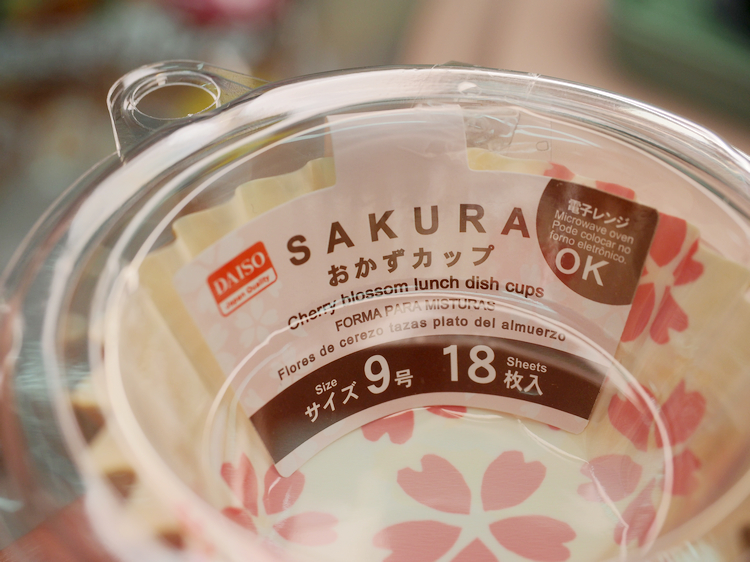 SAKURA
おかずカップ
DAISO
Japan Quality
Cherry blossom lunch dish cups
FORMA PARA MISTURAS
Flores de cerezo tazas plato del almuerzo
Size
サイズ 9号
18 Sheets
枚入
電子レンジ
Microwave oven
Pode colocar no
forno eletrônico.
OK